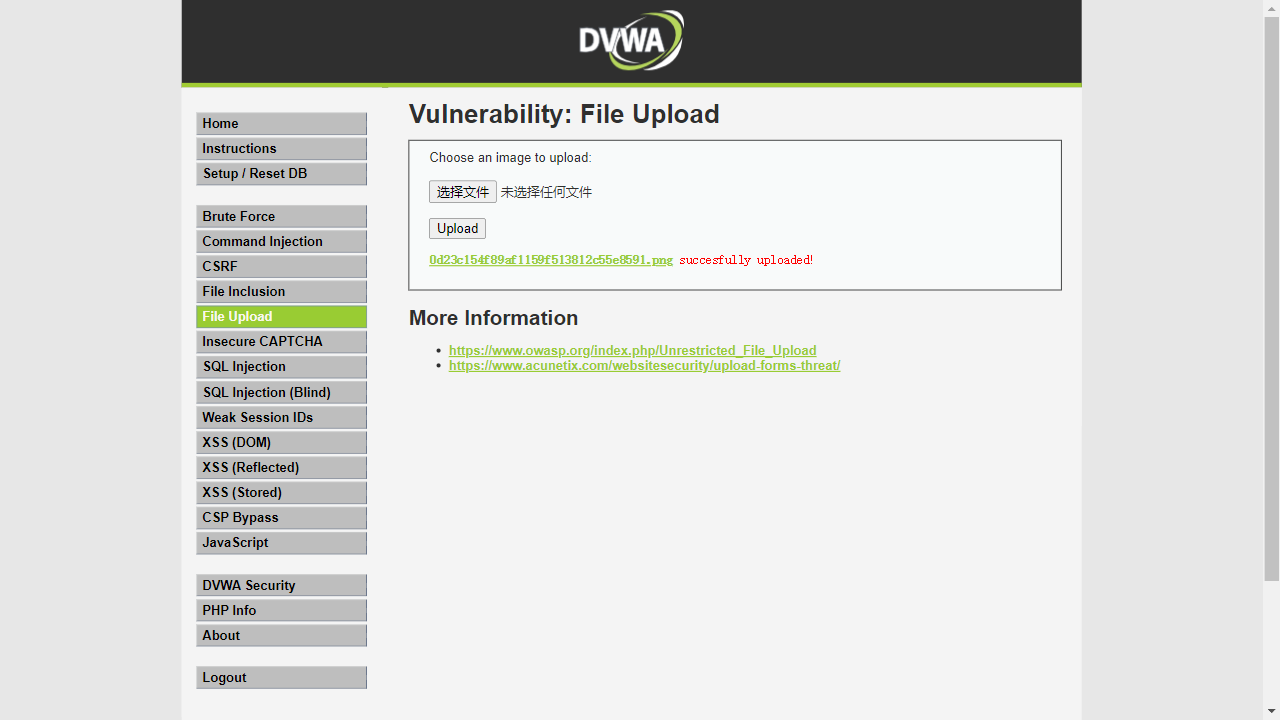 DVWA
Home
Instructions
Setup / Reset DB
Brute Force
Command Injection
CSRF
File Inclusion
File Upload
Insecure CAPTCHA
SQL Injection
SQL Injection (Blind)
Weak Session IDs
XSS (DOM)
XSS (Reflected)
XSS (Stored)
CSP Bypass
JavaScript
DVWA Security
PHP Info
About
Logout
Vulnerability: File Upload
Choose an image to upload:
选择文件 未选择任何文件
Upload
0d23c154f89af1159f513812c55e8591.png succesfully uploaded!
More Information
https://www.owasp.org/index.php/Unrestricted_File_Upload
https://www.acunetix.com/websitesecurity/upload-forms-threat/